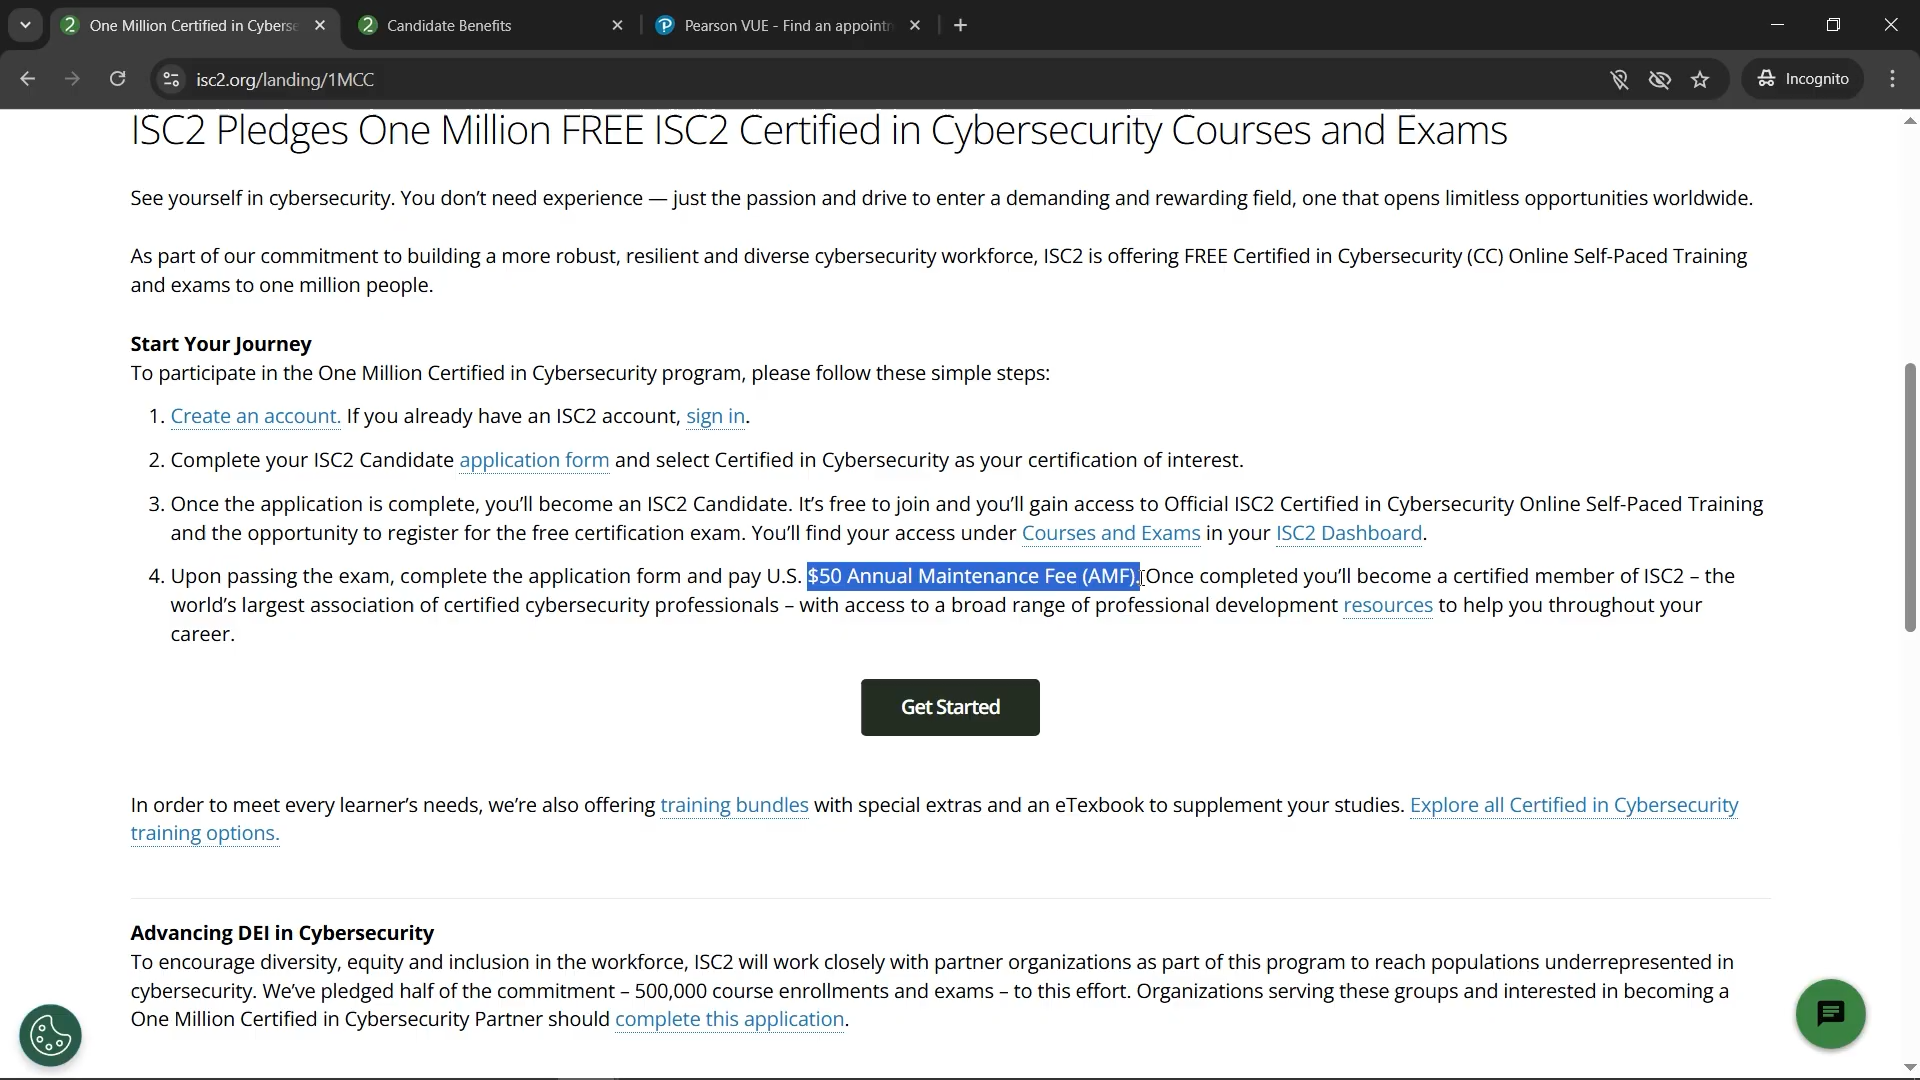 One Million Certified in Cyberse
Candidate Benefits
Pearson VUE - Find an appointn
isc2.org/landing/1MCC
Incognito
ISC2 Pledges One Million FREE ISC2 Certified in Cybersecurity Courses and Exams
See yourself in cybersecurity. You don’t need experience — just the passion and drive to enter a demanding and rewarding field, one that opens limitless opportunities worldwide.
As part of our commitment to building a more robust, resilient and diverse cybersecurity workforce, ISC2 is offering FREE Certified in Cybersecurity (CC) Online Self-Paced Training
and exams to one million people.
Start Your Journey
To participate in the One Million Certified in Cybersecurity program, please follow these simple steps:
1. Create an account. If you already have an ISC2 account, sign in.
2. Complete your ISC2 Candidate application form and select Certified in Cybersecurity as your certification of interest.
3. Once the application is complete, you’ll become an ISC2 Candidate. It’s free to join and you’ll gain access to Official ISC2 Certified in Cybersecurity Online Self-Paced Training
and the opportunity to register for the free certification exam. You’ll find your access under Courses and Exams in your ISC2 Dashboard.
4. Upon passing the exam, complete the application form and pay U.S. $50 Annual Maintenance Fee (AMF). Once completed you’ll become a certified member of ISC2 – the
world’s largest association of certified cybersecurity professionals – with access to a broad range of professional development resources to help you throughout your
career.
Get Started
In order to meet every learner’s needs, we’re also offering training bundles with special extras and an eTexbook to supplement your studies. Explore all Certified in Cybersecurity
training options.
Advancing DEI in Cybersecurity
To encourage diversity, equity and inclusion in the workforce, ISC2 will work closely with partner organizations as part of this program to reach populations underrepresented in
cybersecurity. We’ve pledged half of the commitment – 500,000 course enrollments and exams – to this effort. Organizations serving these groups and interested in becoming a
One Million Certified in Cybersecurity Partner should complete this application.